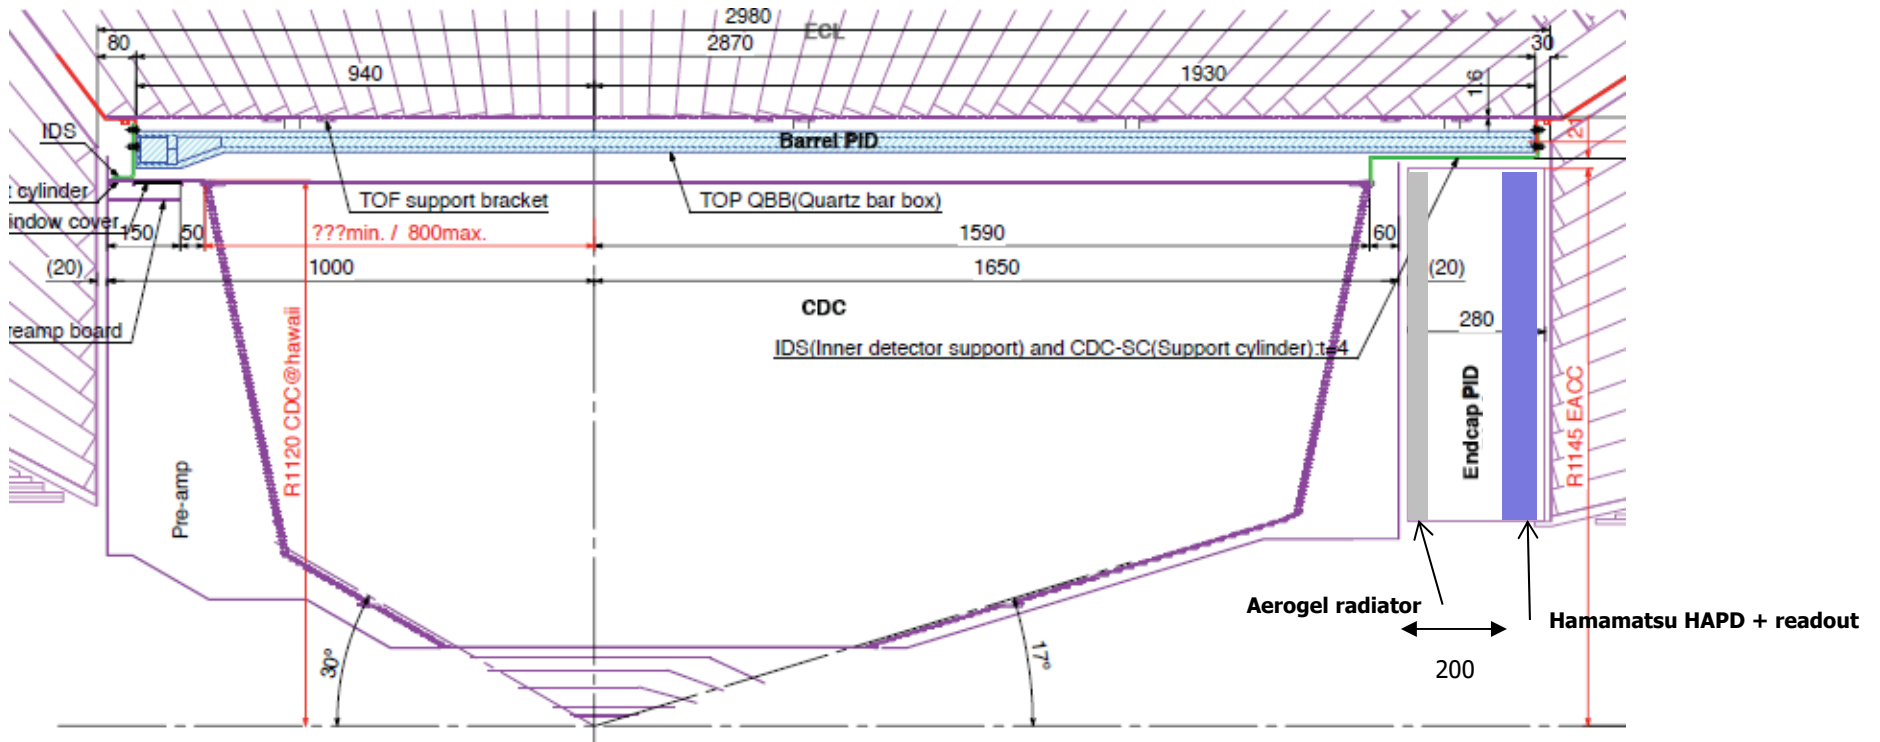 2980
ECL
80
2870
30
940
1930
16
IDS
Barrel PID
21
t cylinder
TOF support bracket
TOP QBB(Quartz bar box)
indow cover
150
50
???min. / 800max.
1590
60
(20)
1000
1650
(20)
CDC
280
reamp board
IDS(Inner detector support) and CDC-SC(Support cylinder):t=4
R1120 CDC@hawaii
Endcap PID
R1145 EACC
Pre-amp
Aerogel radiator
Hamamatsu HAPD + readout
200
30°
17°